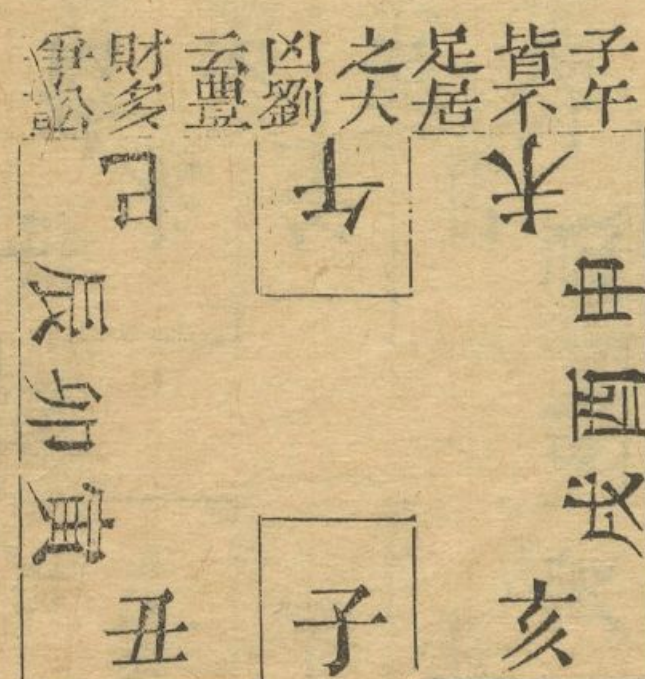 子午
皆不
足居
之大
凶劉
云豐
財多
未 午 巳
申 辰
酉 卯
戌 寅
亥 子 丑